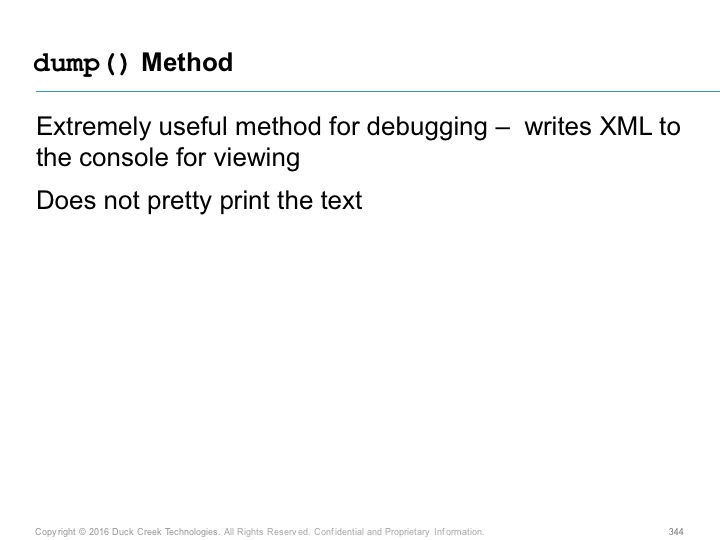 dump() Method
Extremely useful method for debugging –  writes XML to
the console for viewing
Does not pretty print the text
Copyright © 2016 Duck Creek Technologies. All Rights Reserved. Confidential and Proprietary Information.
344